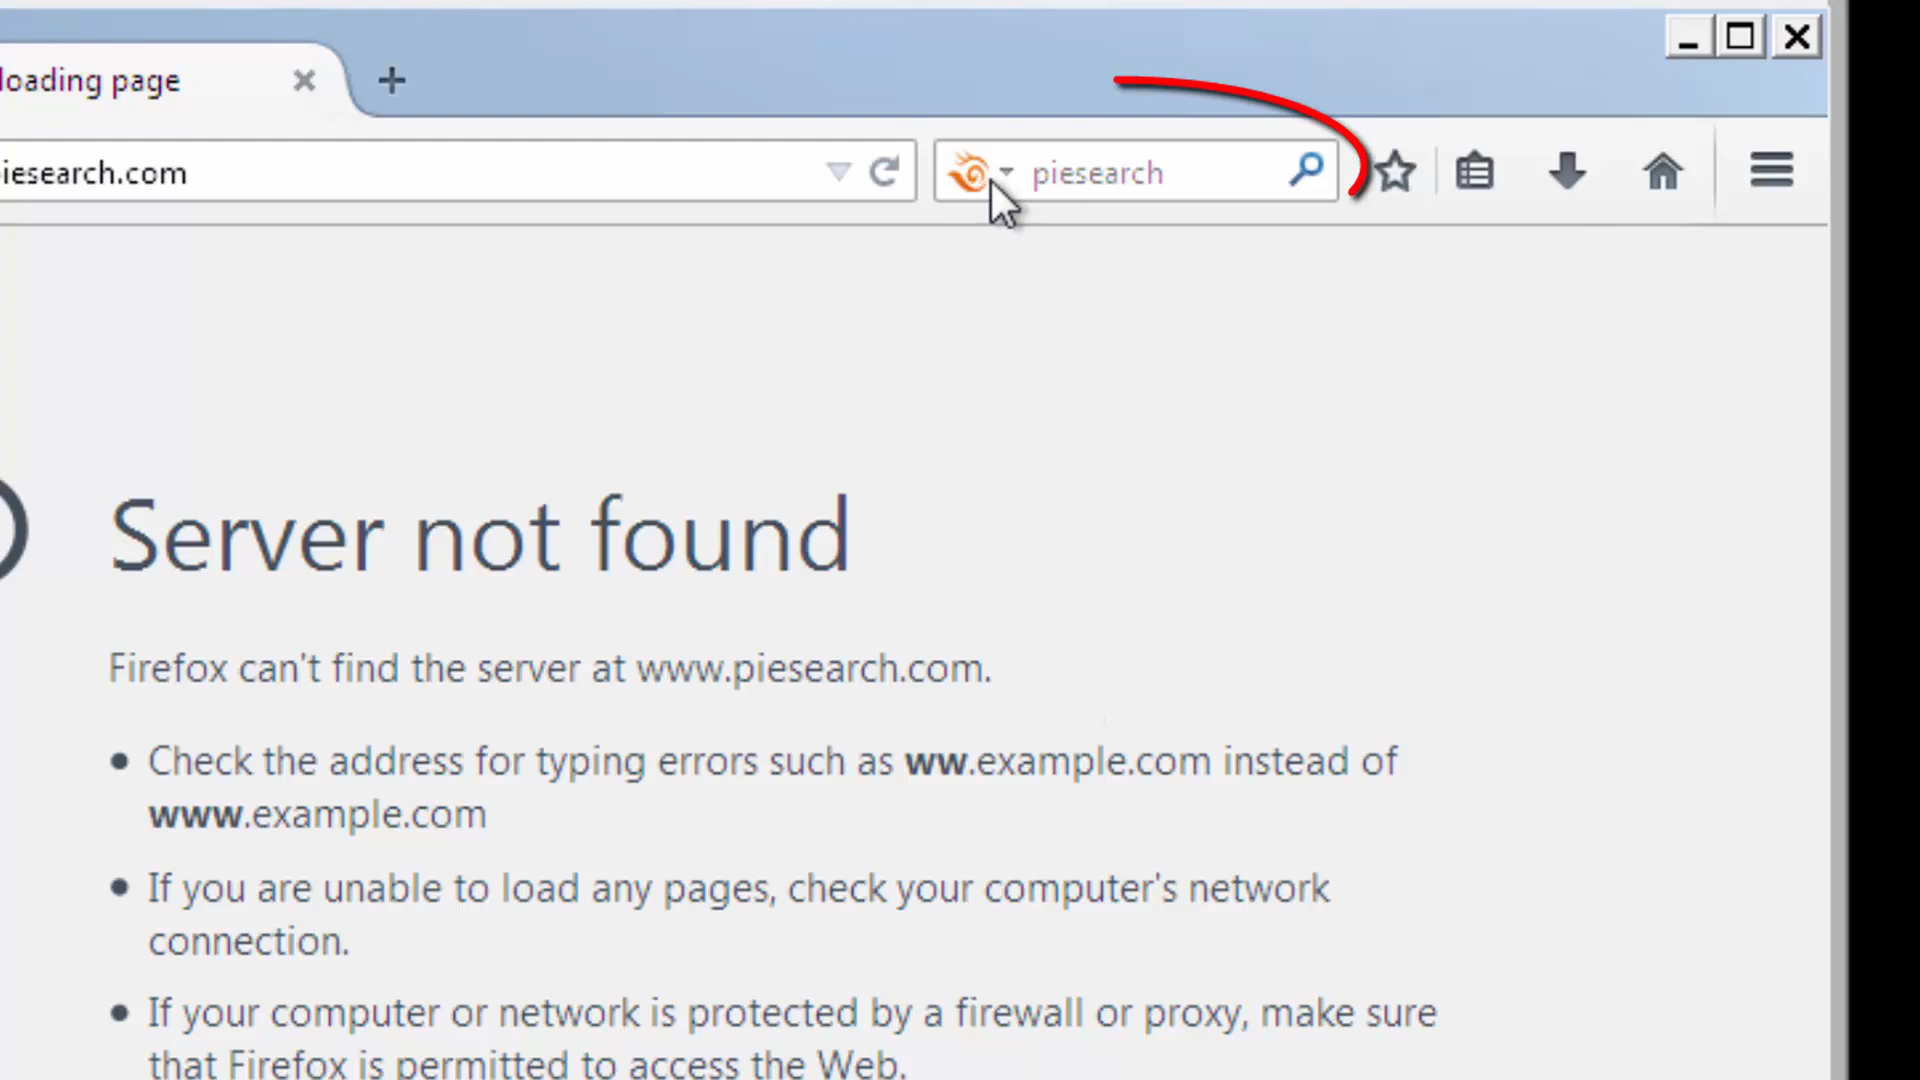 loading page
iesearch.com
piesearch
Server not found
Firefox can't find the server at www.piesearch.com.
Check the address for typing errors such as ww.example.com instead of
www.example.com
If you are unable to load any pages, check your computer's network
connection.
If your computer or network is protected by a firewall or proxy, make sure
that Firefox is permitted to access the Web.